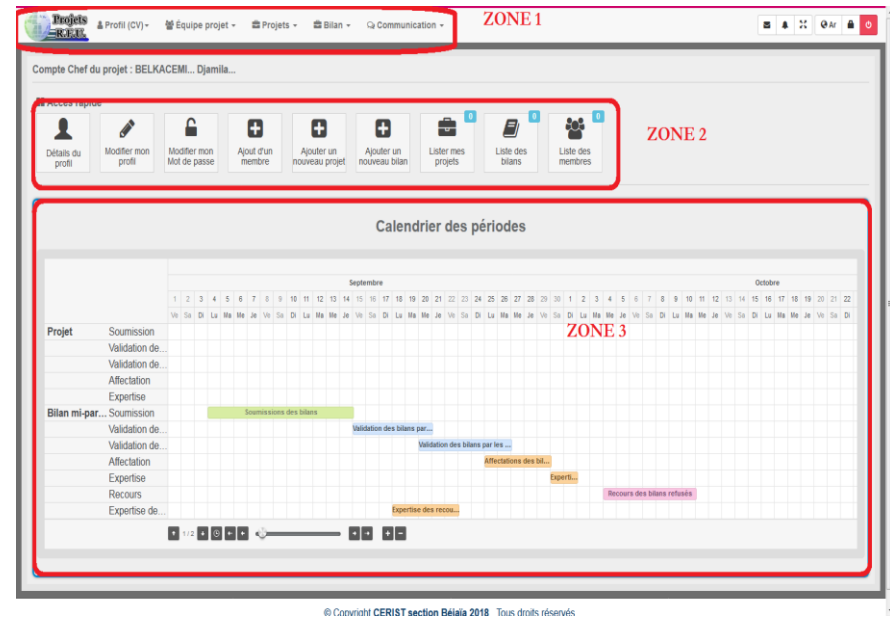 Projets
R.F.U.
Profil (CV)
Équipe projet
Projets
Bilan
Communication
ZONE 1
Ar
Compte Chef du projet : BELKACEMI... Djamila...
Accès rapide
ZONE 2
0 0 0
Détails du profil
Modifier mon profil
Modifier mon Mot de passe
Ajout d'un membre
Ajouter un nouveau projet
Ajouter un nouveau bilan
Lister mes projets
Liste des bilans
Liste des membres
Calendrier des périodes
Septembre Octobre
1 2 3 4 5 6 7 8 9 10 11 12 13 14 15 16 17 18 19 20 21 22 23 24 25 26 27 28 29 30 1 2 3 4 5 6 7 8 9 10 11 12 13 14 15 16 17 18 19 20 21 22
Ve Sa Di Lu Ma Me Je Ve Sa Di Lu Ma Me Je Ve Sa Di Lu Ma Me Je Ve Sa Di Lu Ma Me Je Ve Sa Di Lu Ma Me Je Ve Sa Di Lu Ma Me Je Ve Sa Di Lu Ma Me Je Ve Sa Di
ZONE 3
Projet Soumission
Validation de...
Validation de...
Affectation
Expertise
Bilan mi-par... Soumission Soumissions des bilans
Validation de... Validation des bilans par...
Validation de... Validation des bilans par les ...
Affectation Affectations des bil...
Expertise Experti...
Recours Recours des bilans refusés
Expertise de... Expertise des recou...
1/2
© Copyright CERIST section Béjaïa 2018 Tous droits réservés